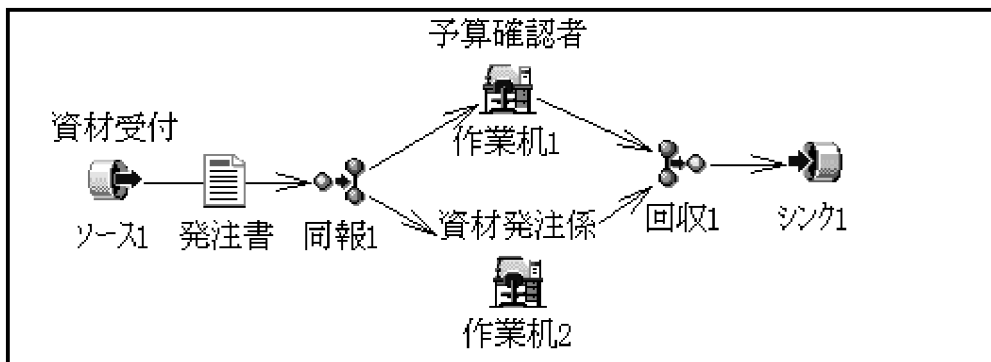 予算確認者
作業机1
資材受付
ソース1
発注書
同報1
資材発注係
作業机2
回収1
シンク1